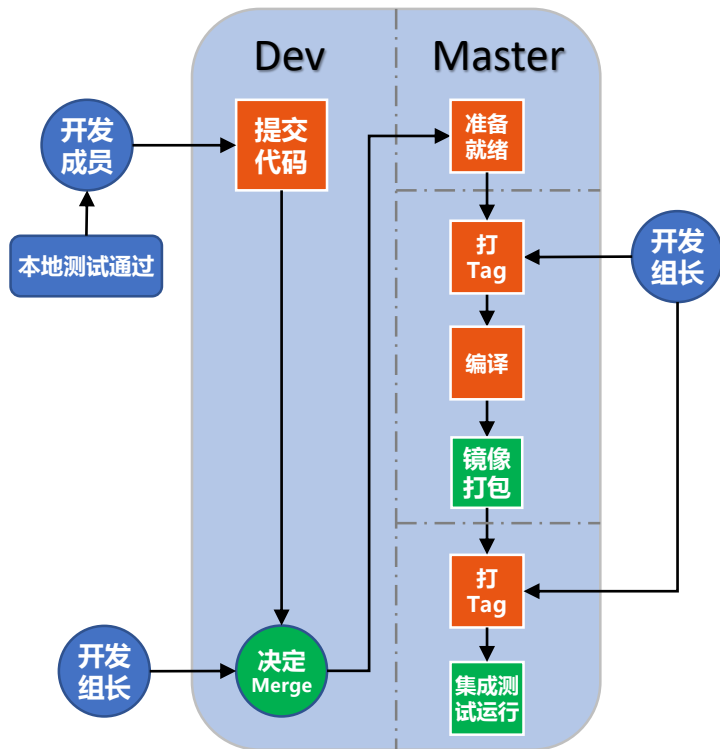 Dev
Master
开发
成员
提交
代码
准备
就绪
本地测试通过
打
Tag
开发
组长
编译
镜像
打包
打
Tag
开发
组长
决定
Merge
集成测
试运行